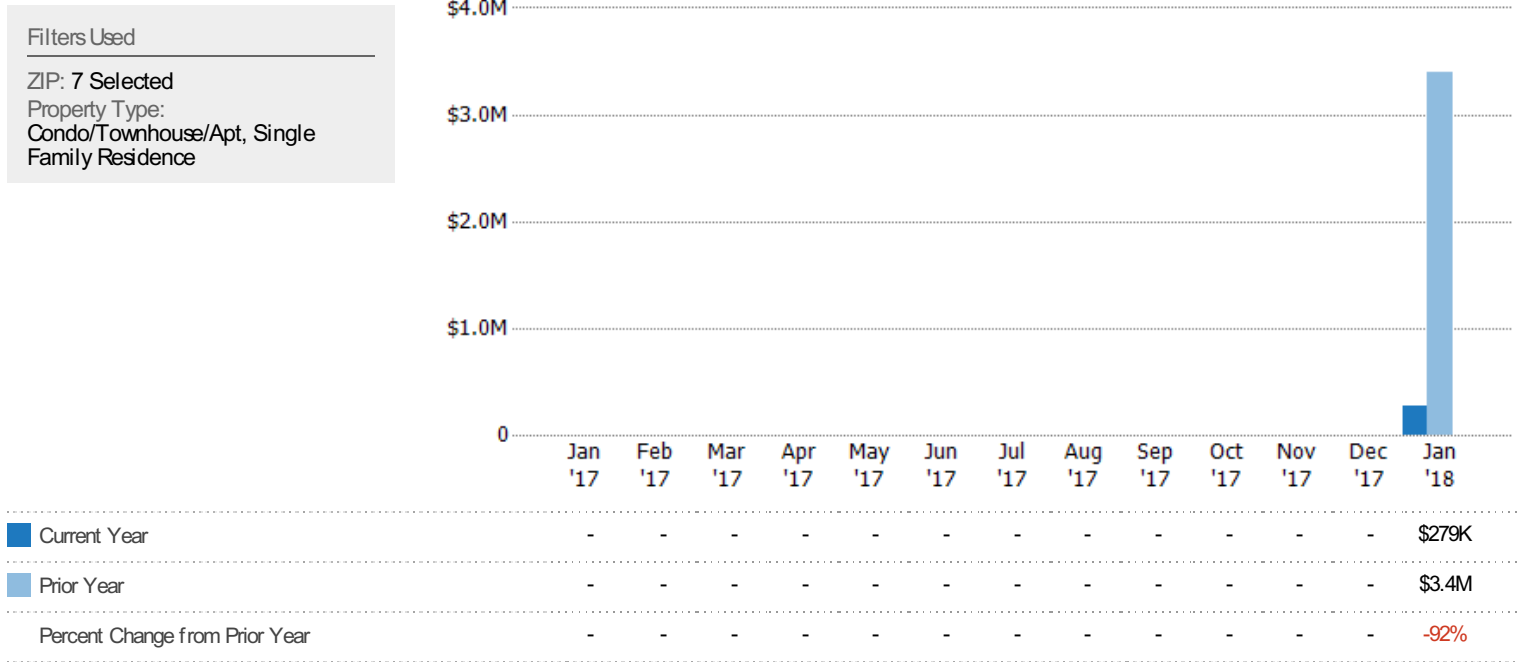 Filters Used
ZIP: 7 Selected
Property Type:
Condo/Townhouse/Apt, Single
Family Residence
$4.0M
$3.0M
$2.0M
$1.0M
0
Jan Feb Mar Apr May Jun Jul Aug Sep Oct Nov Dec Jan
'17 '17 '17 '17 '17 '17 '17 '17 '17 '17 '17 '17 '18
Current Year - - - - - - - - - - - - $279K
Prior Year - - - - - - - - - - - - $3.4M
Percent Change from Prior Year - - - - - - - - - - - - -92%